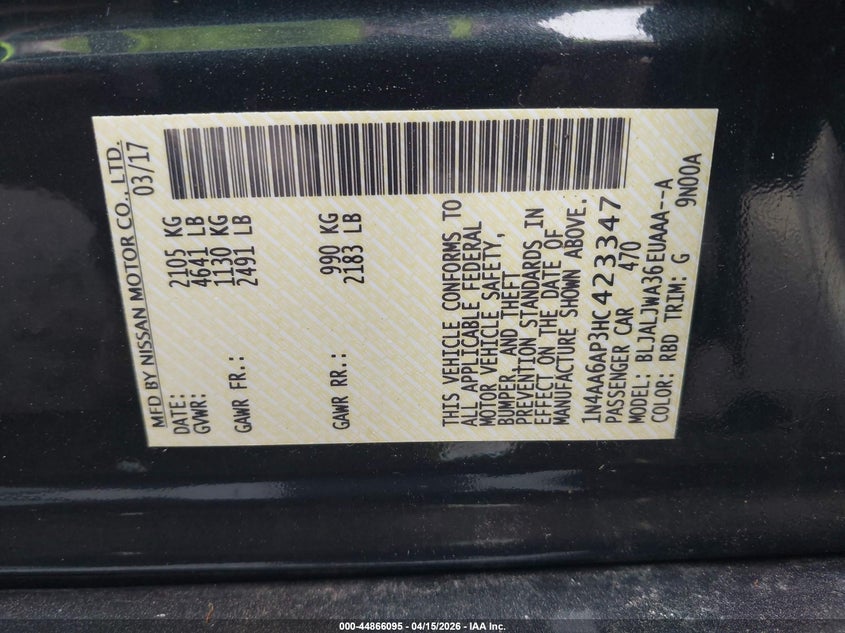 MFD BY NISSAN MOTOR CO., LTD.
DATE: 03/17
GVWR: 2105 KG
4641 LB
GAWR FR.: 1130 KG
2491 LB
GAWR RR.: 990 KG
2183 LB
THIS VEHICLE CONFORMS TO
ALL APPLICABLE FEDERAL
MOTOR VEHICLE SAFETY,
BUMPER, AND THEFT
PREVENTION STANDARDS IN
EFFECT ON THE DATE OF
MANUFACTURE SHOWN ABOVE.
1N4AA6AP3HC423347
PASSENGER CAR 470
MODEL: BLJALJWA36EUAAA--A
COLOR: RBD TRIM: G 9N00A
000-44866095 - 04/15/2026 - IAA Inc.